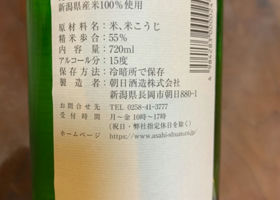 新潟県産米100%使用
原材料名：米、米こうじ
精米歩合：55%
内容量：720ml
アルコール分：15度
保存方法：冷暗所で保存
製造者：朝日酒造株式会社
新潟県長岡市朝日880-1
お問合せ先 TEL 0258-41-3777
受付時間 月～金 10時～17時
(祝日・弊社指定休日を除く)
ホームページ https://www.asahi-shuzo.co.jp